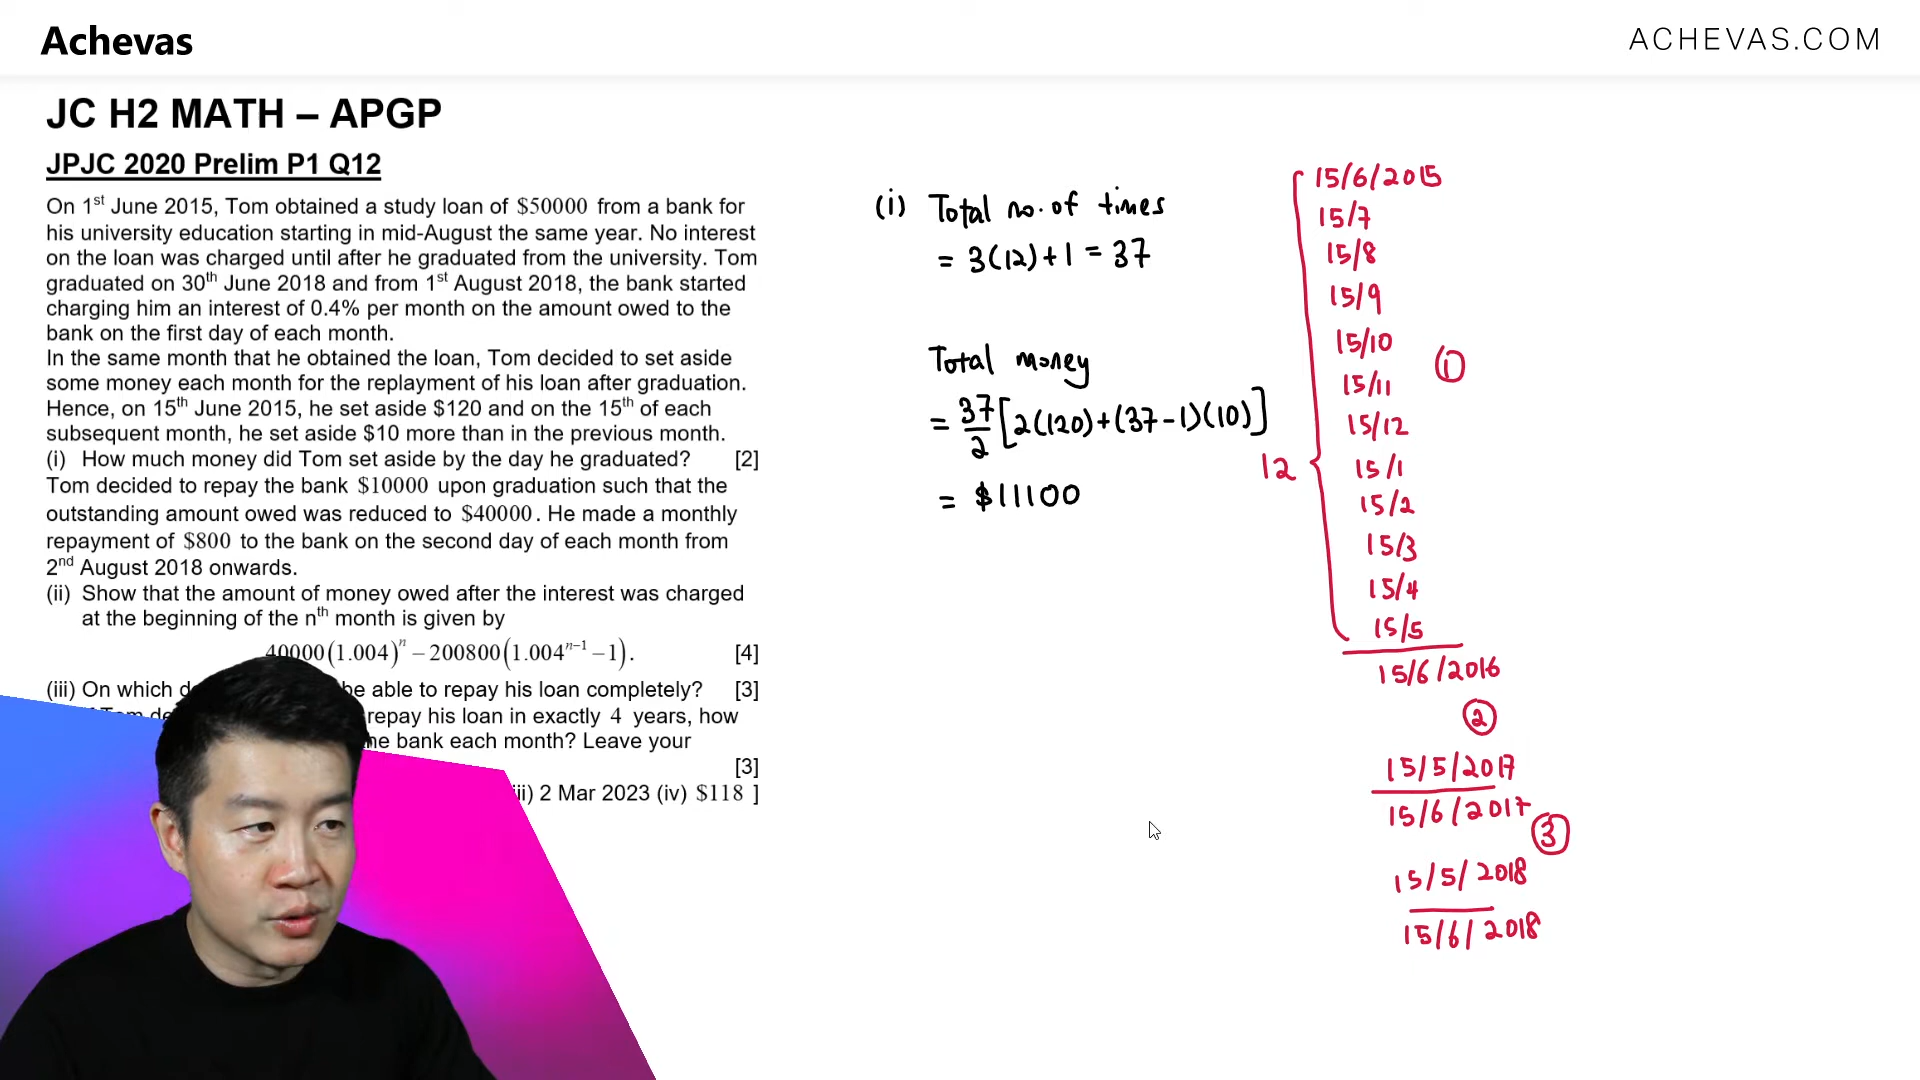 Achevas
ACHEVAS.COM
JC H2 MATH – APGP
JPJC 2020 Prelim P1 Q12
On 1st June 2015, Tom obtained a study loan of $50000 from a bank for
his university education starting in mid-August the same year. No interest
on the loan was charged until after he graduated from the university. Tom
graduated on 30th June 2018 and from 1st August 2018, the bank started
charging him an interest of 0.4% per month on the amount owed to the
bank on the first day of each month.
In the same month that he obtained the loan, Tom decided to set aside
some money each month for the replayment of his loan after graduation.
Hence, on 15th June 2015, he set aside $120 and on the 15th of each
subsequent month, he set aside $10 more than in the previous month.
(i) How much money did Tom set aside by the day he graduated? [2]
Tom decided to repay the bank $10000 upon graduation such that the
outstanding amount owed was reduced to $40000. He made a monthly
repayment of $800 to the bank on the second day of each month from
2nd August 2018 onwards.
(ii) Show that the amount of money owed after the interest was charged
at the beginning of the nth month is given by
40000(1.004)^n − 200800(1.004^{n−1} − 1). [4]
(iii) On which be able to repay his loan completely? [3]
repay his loan in exactly 4 years, how
the bank each month? Leave your
[3]
iii) 2 Mar 2023 (iv) $118 ]
(i) Total no. of times
= 3(12)+1 = 37
Total money
= 37/2 [2(120)+(37-1)(10)]
= $11100
15/6/2015
15/7
15/8
15/9
15/10
①
15/11
15/12
12
15/1
15/2
15/3
15/4
15/5
15/6/2016
②
15/5/2017
15/6/2017
③
15/5/2018
15/6/2018